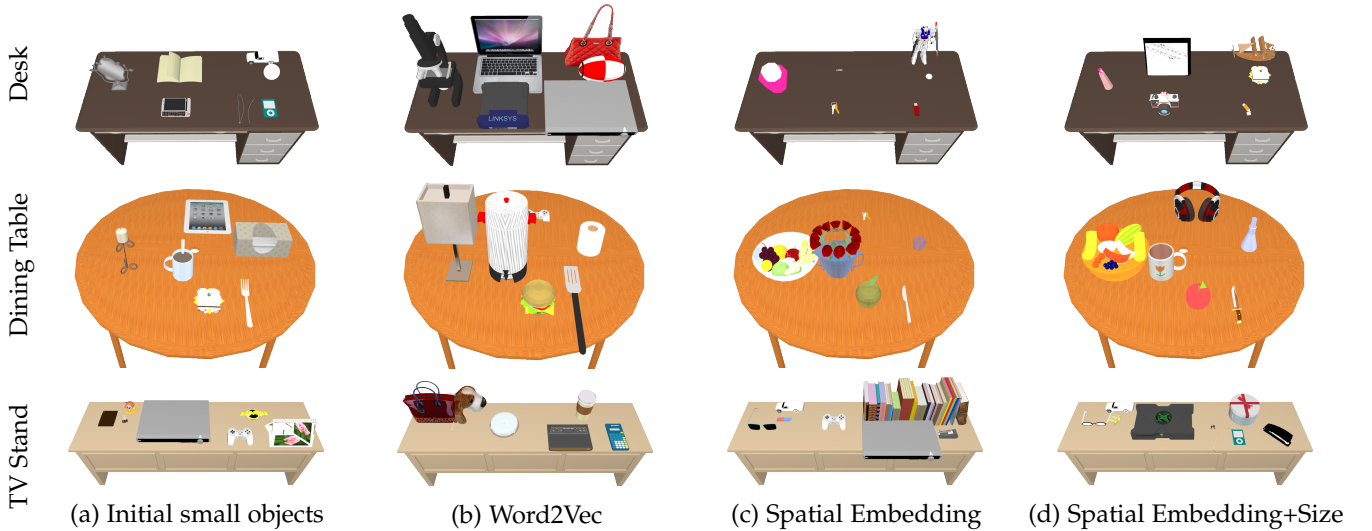 Desk
LINKSYS
Dining Table
TV Stand
(a) Initial small objects
(b) Word2Vec
(c) Spatial Embedding
(d) Spatial Embedding+Size